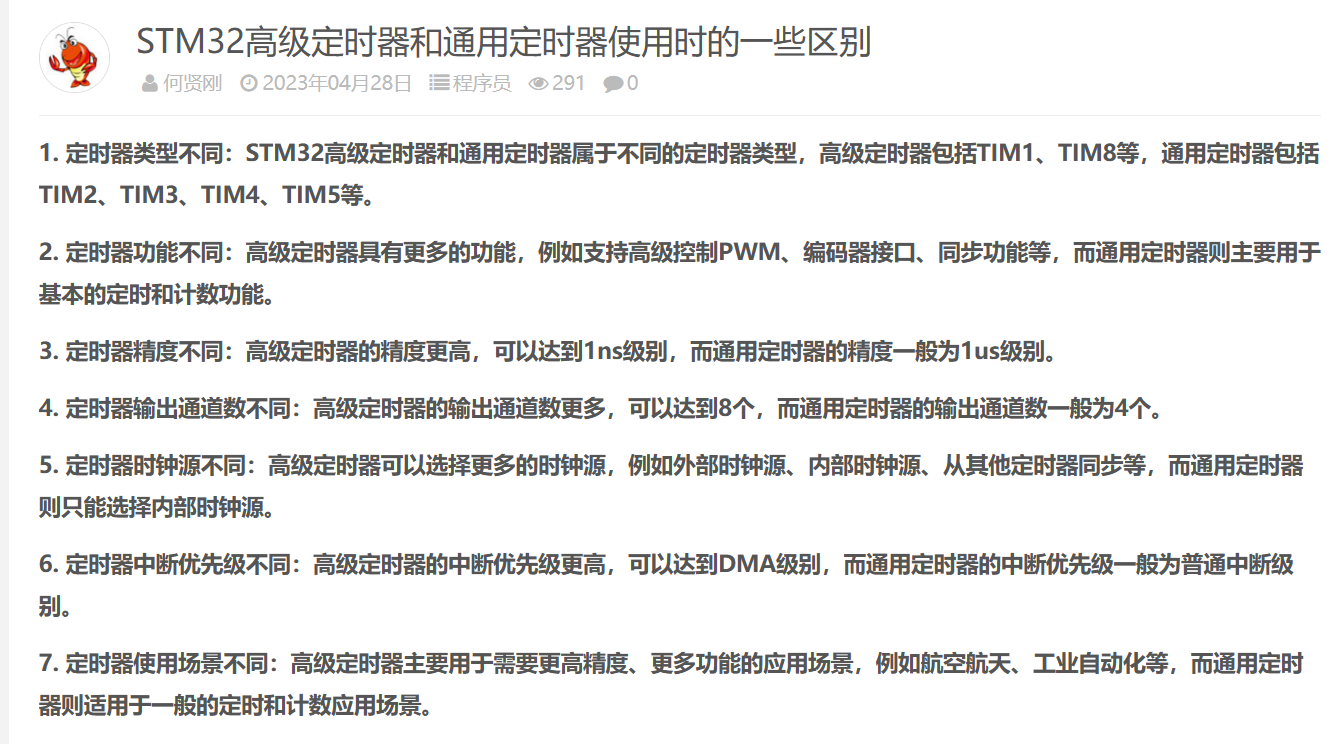 STM32高级定时器和通用定时器使用时的一些区别
何贤刚 2023年04月28日 程序员 291 0
1. 定时器类型不同：STM32高级定时器和通用定时器属于不同的定时器类型，高级定时器包括TIM1、TIM8等，通用定时器包括
TIM2、TIM3、TIM4、TIM5等。
2. 定时器功能不同：高级定时器具有更多的功能，例如支持高级控制PWM、编码器接口、同步功能等，而通用定时器则主要用于
基本的定时和计数功能。
3. 定时器精度不同：高级定时器的精度更高，可以达到1ns级别，而通用定时器的精度一般为1us级别。
4. 定时器输出通道数不同：高级定时器的输出通道数更多，可以达到8个，而通用定时器的输出通道数一般为4个。
5. 定时器时钟源不同：高级定时器可以选择更多的时钟源，例如外部时钟源、内部时钟源、从其他定时器同步等，而通用定时器
则只能选择内部时钟源。
6. 定时器中断优先级不同：高级定时器的中断优先级更高，可以达到DMA级别，而通用定时器的中断优先级一般为普通中断级
别。
7. 定时器使用场景不同：高级定时器主要用于需要更高精度、更多功能的应用场景，例如航空航天、工业自动化等，而通用定时
器则适用于一般的定时和计数应用场景。